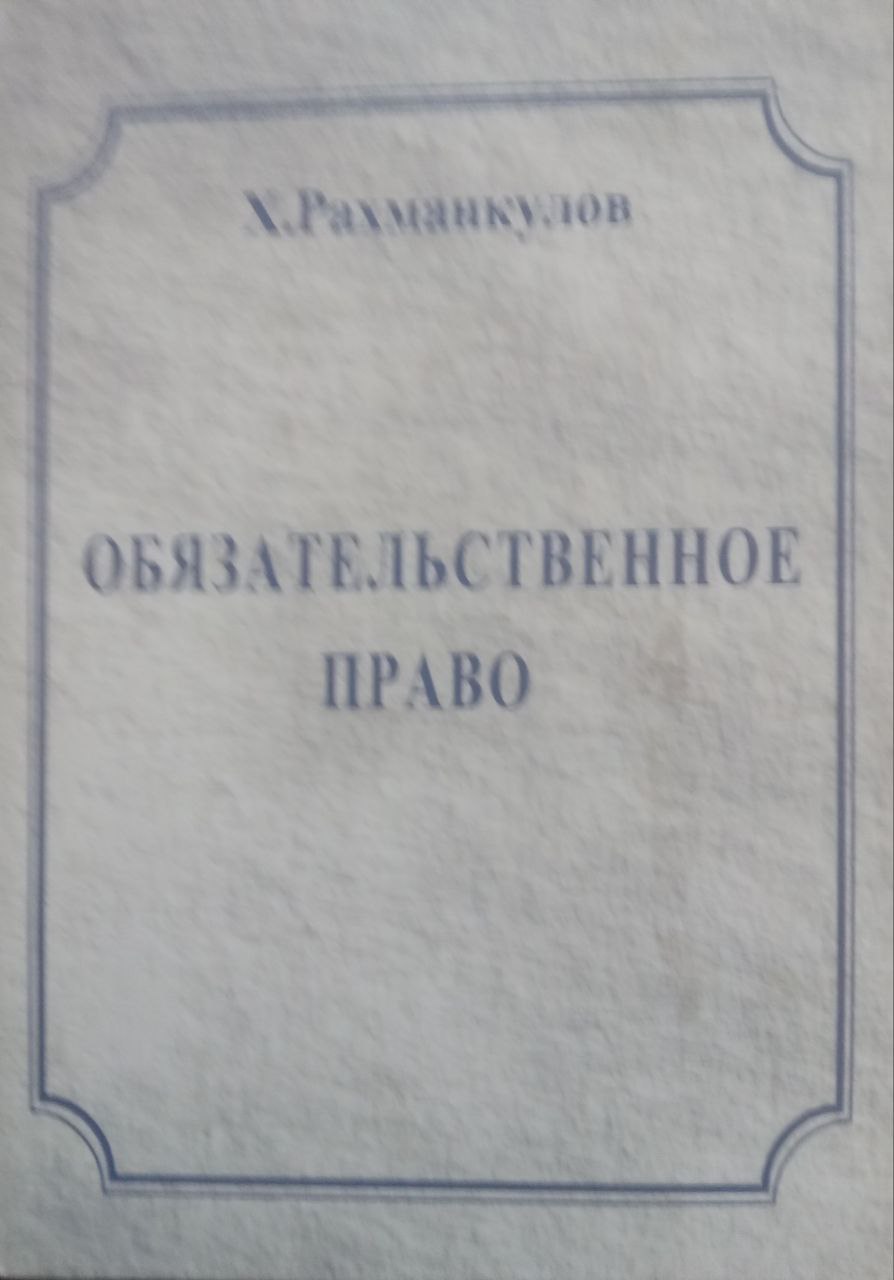 Х.Рахманкулов
ОБЯЗАТЕЛЬСТВЕННОЕ
ПРАВО